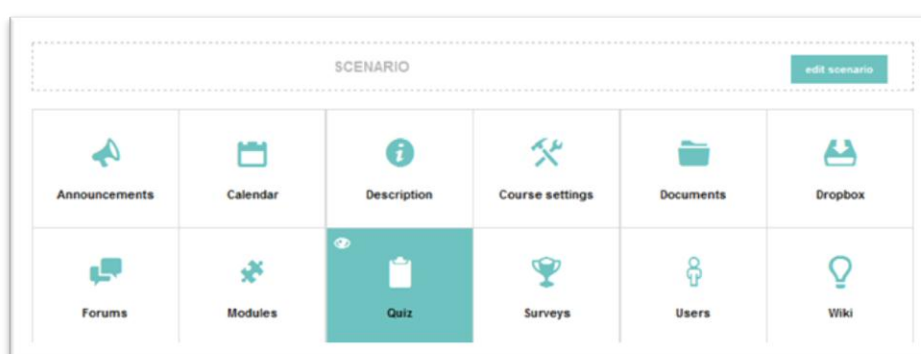 SCENARIO
edit scenario
Announcements
Calendar
Description
Course settings
Documents
Dropbox
Forums
Modules
Quiz
Surveys
Users
Wiki